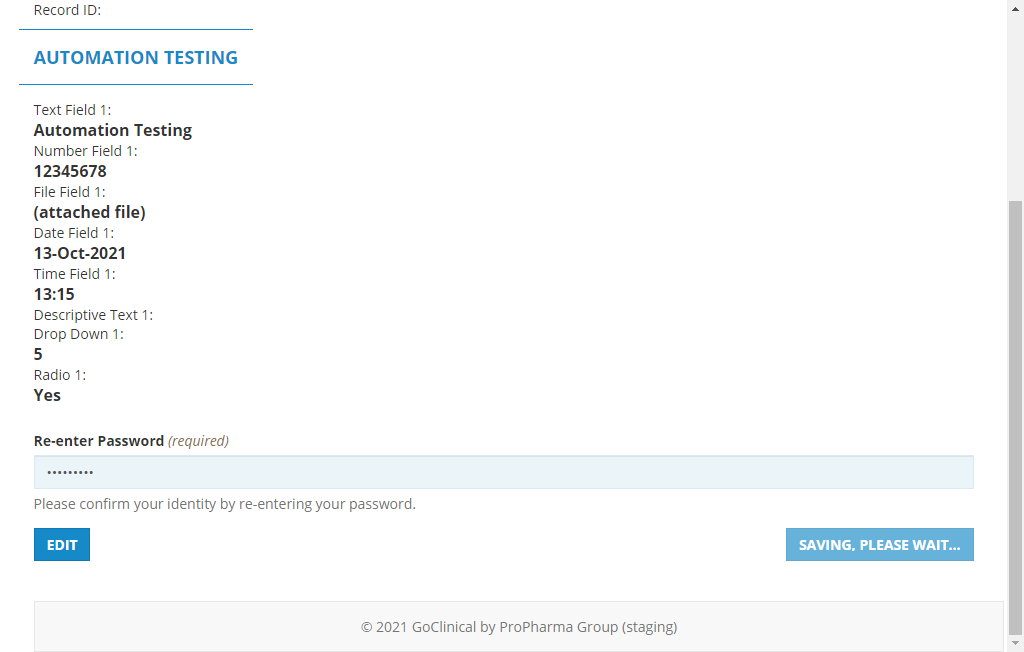 Record ID:
AUTOMATION TESTING
Text Field 1:
Automation Testing
Number Field 1:
12345678
File Field 1:
(attached file)
Date Field 1:
13-Oct-2021
Time Field 1:
13:15
Descriptive Text 1:
Drop Down 1:
5
Radio 1:
Yes
Re-enter Password (required)
•••••••••
Please confirm your identity by re-entering your password.
EDIT
SAVING, PLEASE WAIT...
© 2021 GoClinical by ProPharma Group (staging)